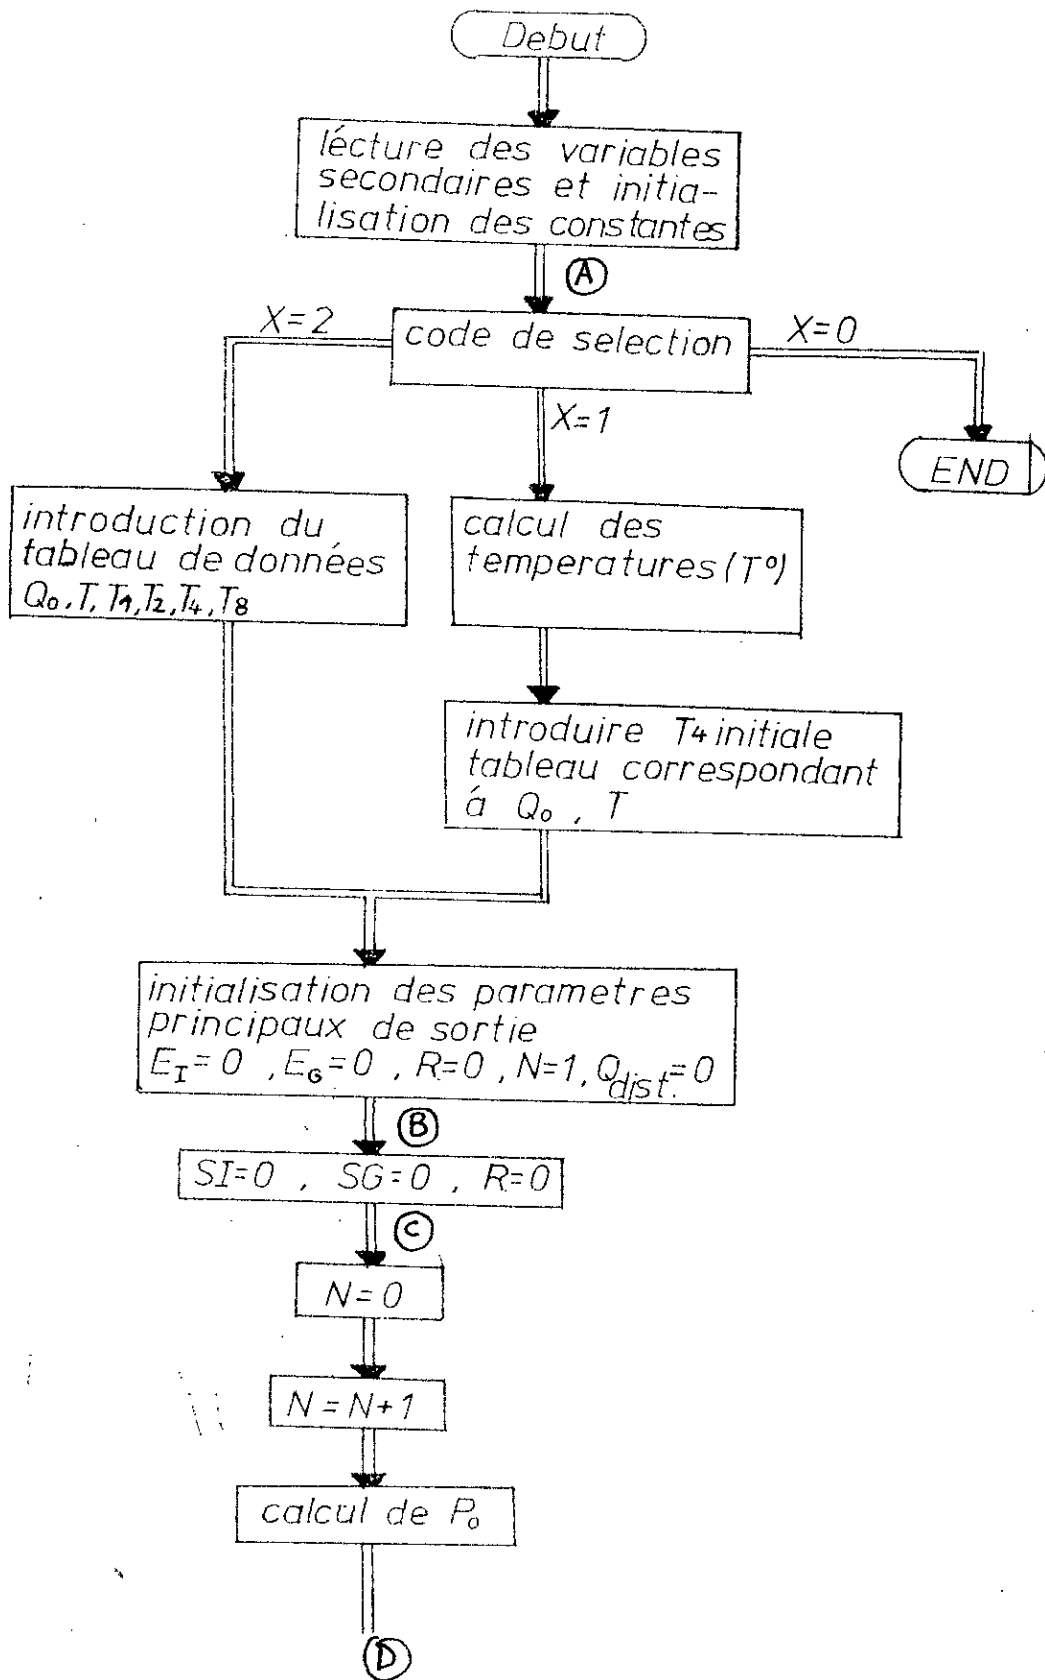 Debut
lécture des variables
secondaires et initia-
lisation des constantes
A
X=2
code de selection
X=0
X=1
END
introduction du
tableau de données
Q₀, T, T₁, T₂, T₄, T₈
calcul des
temperatures (T°)
introduire T₄ initiale
tableau correspondant
á Q₀ , T
initialisation des parametres
principaux de sortie
E_I=0 , E_G=0 , R=0 , N=1, Q_dist.=0
B
SI=0 , SG=0 , R=0
C
N=0
N=N+1
calcul de P₀
D